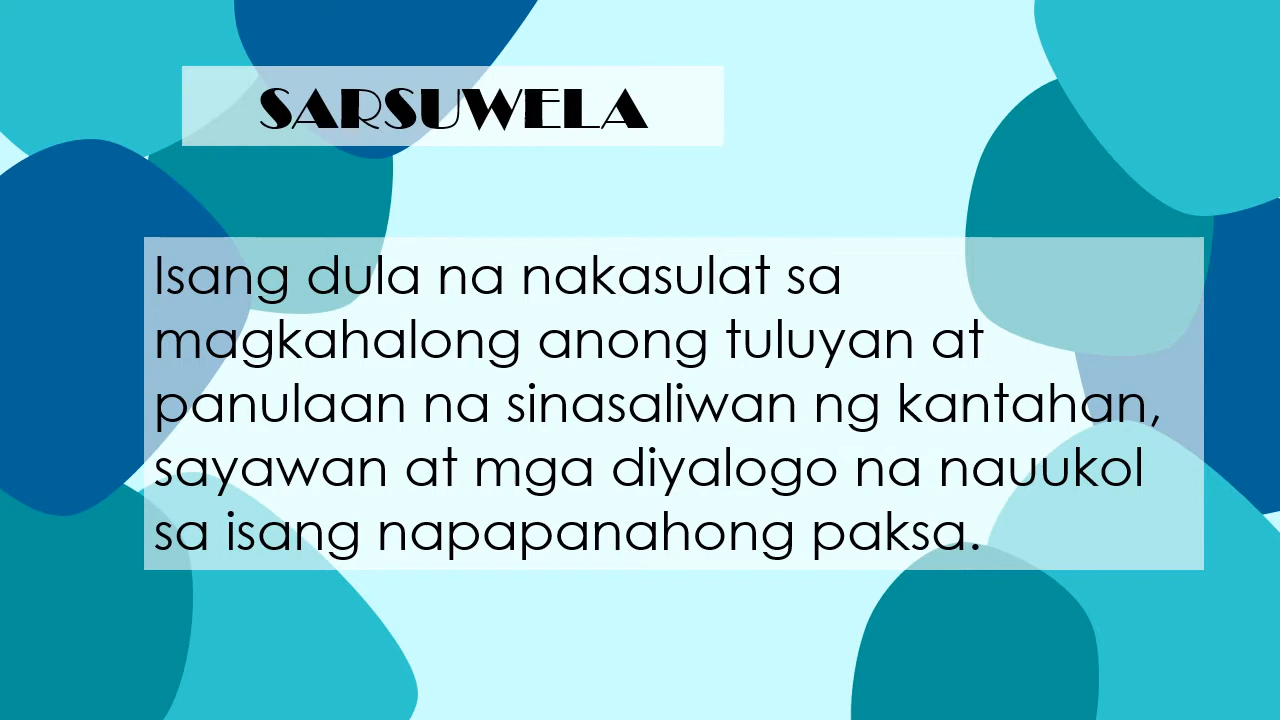 SARSUWELA
Isang dula na nakasulat sa
magkahalong anong tuluyan at
panulaan na sinasaliwan ng kantahan,
sayawan at mga diyalogo na nauukol
sa isang napapanahong paksa.